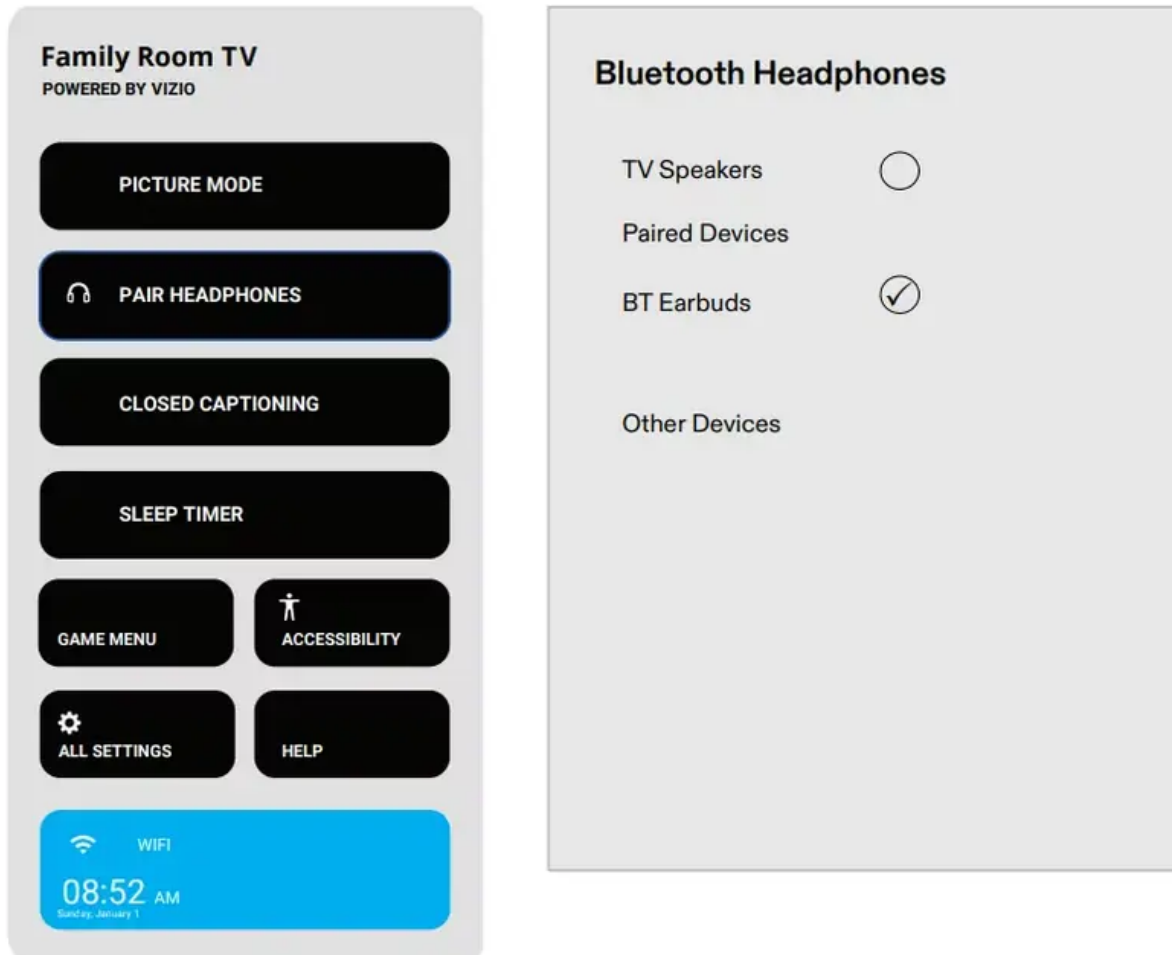 Family Room TV
POWERED BY VIZIO
PICTURE MODE
PAIR HEADPHONES
CLOSED CAPTIONING
SLEEP TIMER
GAME MENU
ACCESSIBILITY
ALL SETTINGS
HELP
WIFI
08:52 AM
Sunday, January 1
Bluetooth Headphones
TV Speakers
Paired Devices
BT Earbuds
Other Devices